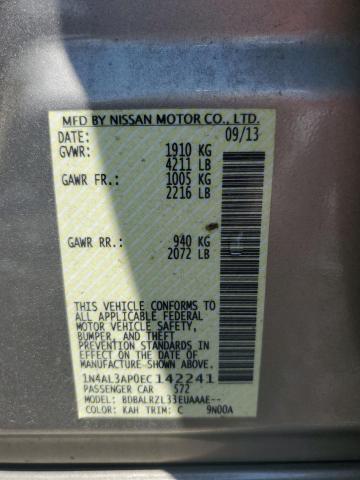 MFD BY NISSAN MOTOR CO., LTD.
DATE: 09/13
GVWR: 1910 KG
4211 LB
GAWR FR.: 1005 KG
2216 LB
GAWR RR.: 940 KG
2072 LB
THIS VEHICLE CONFORMS TO
ALL APPLICABLE FEDERAL
MOTOR VEHICLE SAFETY,
BUMPER, AND THEFT
PREVENTION STANDARDS IN
EFFECT ON THE DATE OF
MANUFACTURE SHOWN ABOVE.
1N4AL3AP0EC142241
PASSENGER CAR 572
MODEL: BDBALRZL33EUAAAE--
COLOR: KAH TRIM: C 9N00A